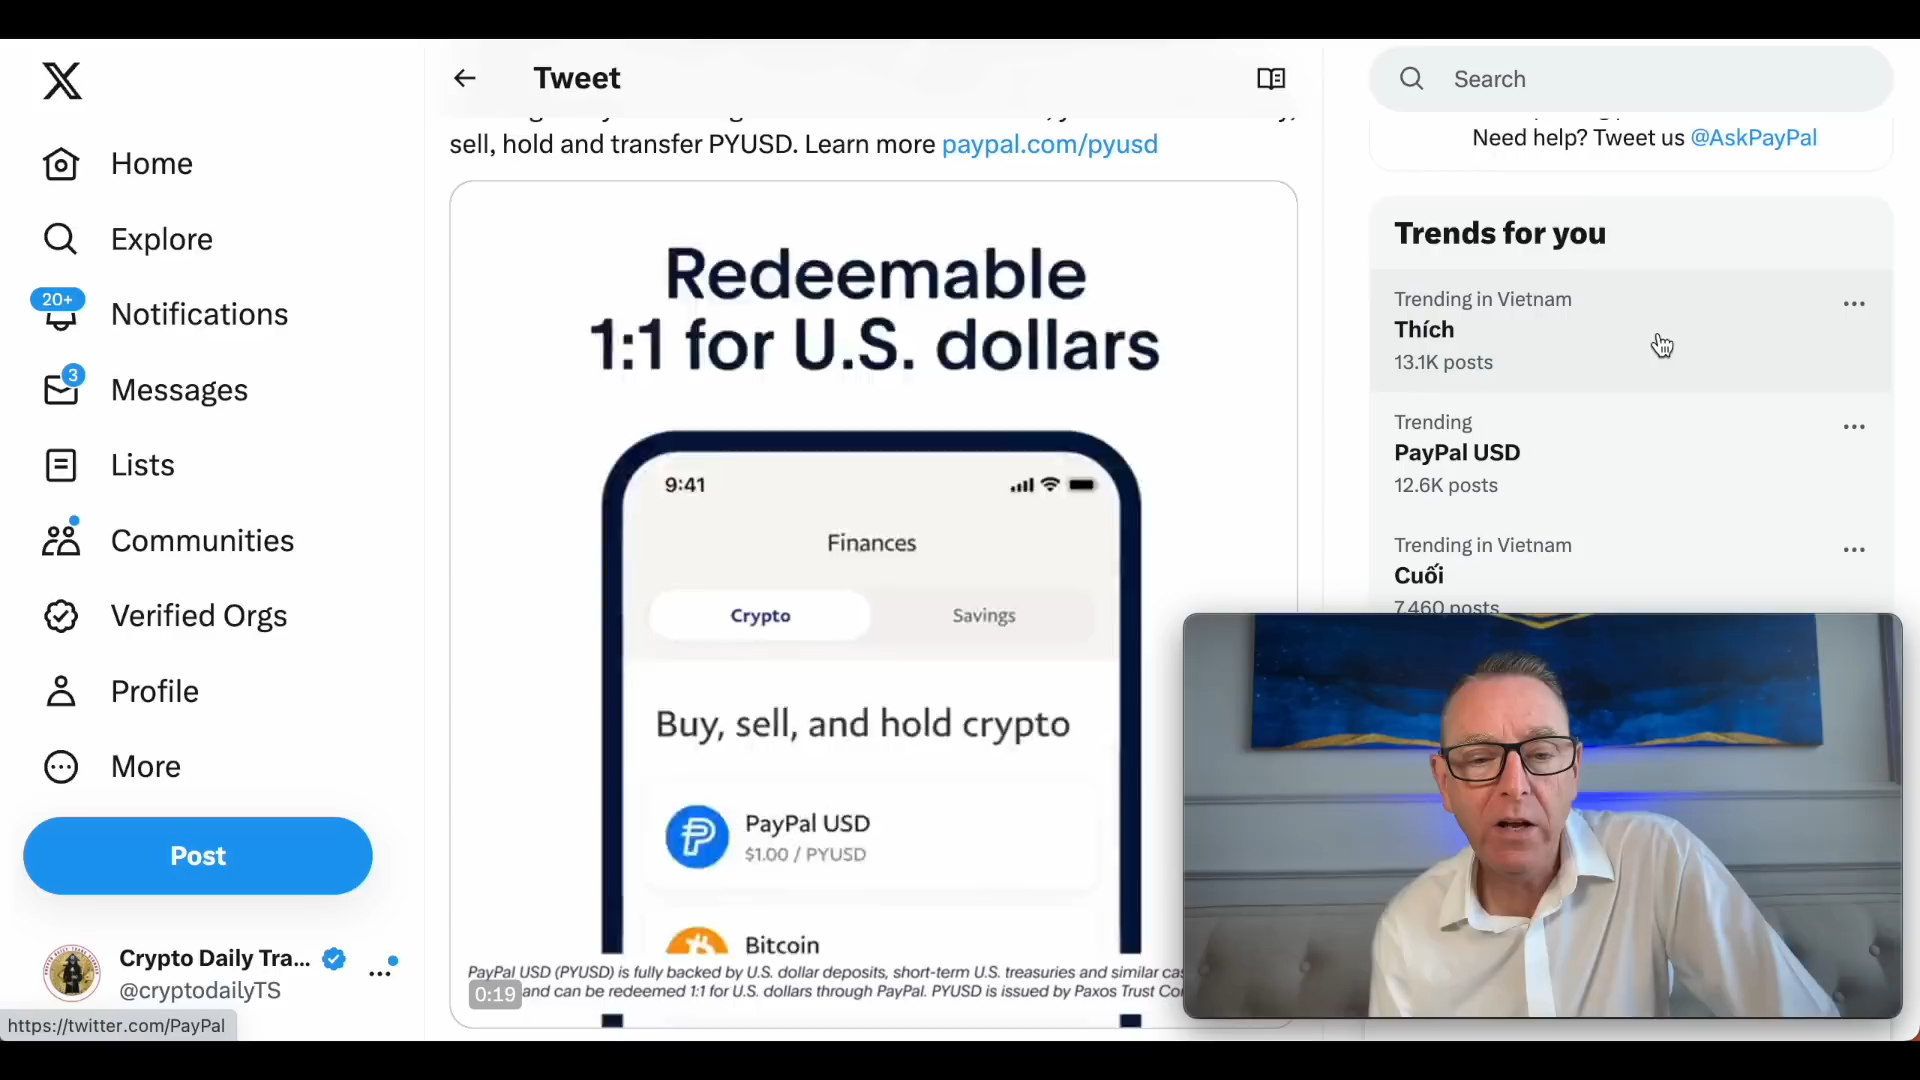 Tweet
Search
Home
Explore
20+
Notifications
3
Messages
Lists
Communities
Verified Orgs
Profile
More
Post
Crypto Daily Tra...
@cryptodailyTS
https://twitter.com/PayPal
sell, hold and transfer PYUSD. Learn more paypal.com/pyusd
Redeemable
1:1 for U.S. dollars
9:41
Finances
Crypto Savings
Buy, sell, and hold crypto
PayPal USD
$1.00 / PYUSD
Bitcoin
PayPal USD (PYUSD) is fully backed by U.S. dollar deposits, short-term U.S. treasuries and similar
0:19 and can be redeemed 1:1 for U.S. dollars through PayPal. PYUSD is issued by Paxos Trust
Need help? Tweet us @AskPayPal
Trends for you
Trending in Vietnam
Thích
13.1K posts
Trending
PayPal USD
12.6K posts
Trending in Vietnam
Cuối
7,460 posts